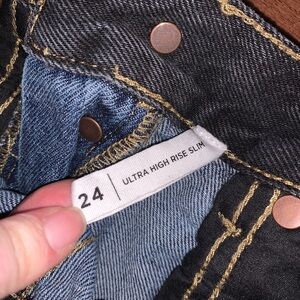 24 | ULTRA HIGH RISE SLIM